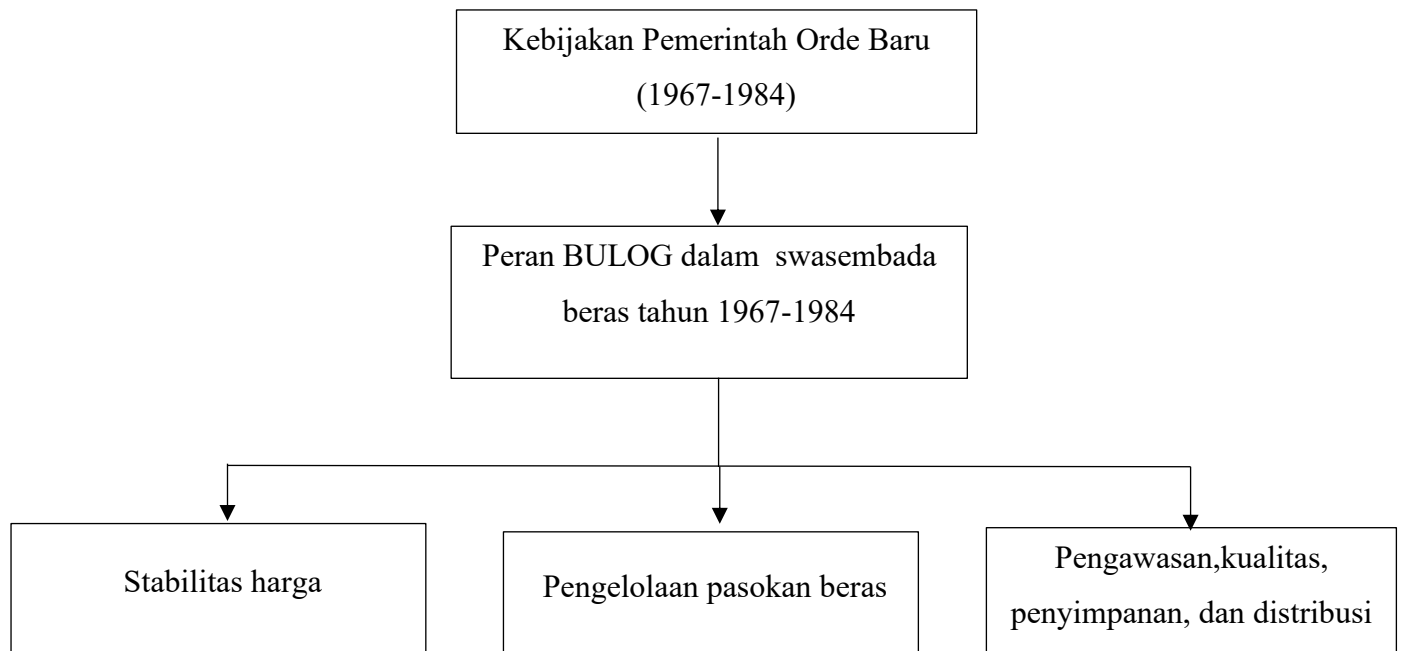 Kebijakan Pemerintah Orde Baru
(1967-1984)
Peran BULOG dalam  swasembada
beras tahun 1967-1984
Stabilitas harga
Pengelolaan pasokan beras
Pengawasan,kualitas,
penyimpanan, dan distribusi